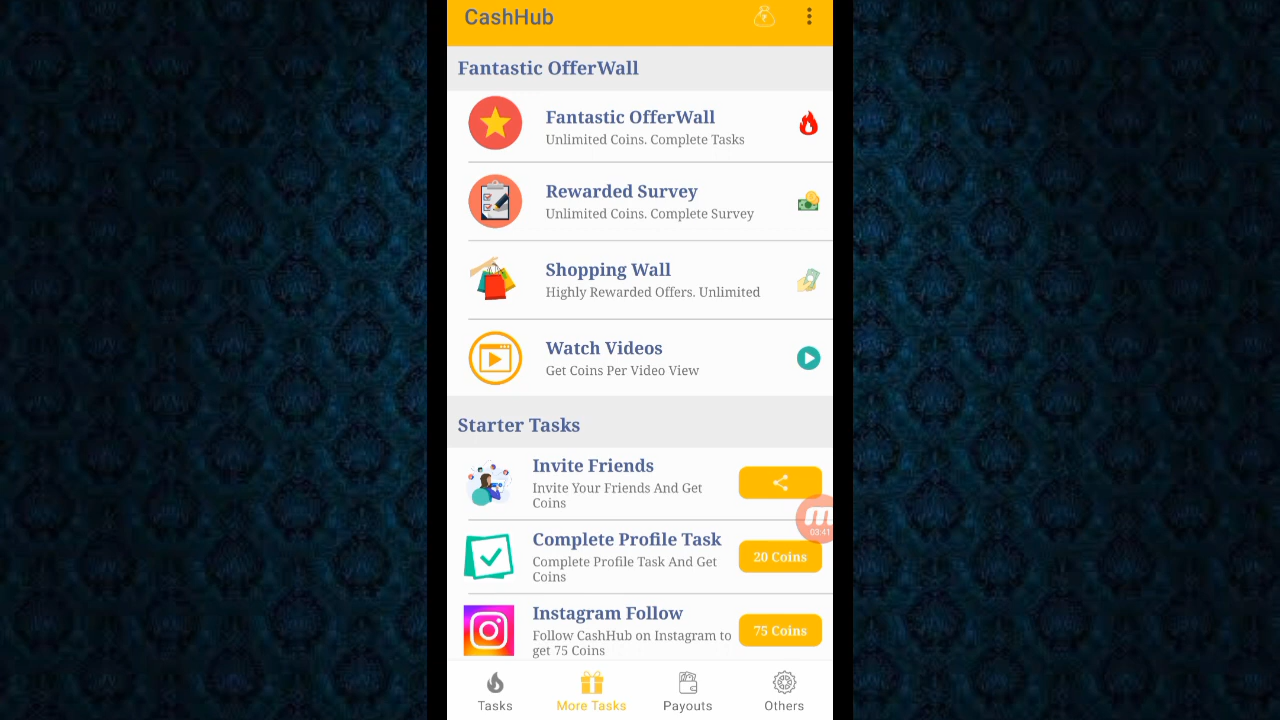 CashHub
Fantastic OfferWall
Fantastic OfferWall
Unlimited Coins. Complete Tasks
Rewarded Survey
Unlimited Coins. Complete Survey
Shopping Wall
Highly Rewarded Offers. Unlimited
Watch Videos
Get Coins Per Video View
Starter Tasks
Invite Friends
Invite Your Friends And Get
Coins
03:41
Complete Profile Task
Complete Profile Task And Get
Coins
20 Coins
Instagram Follow
Follow CashHub on Instagram to
get 75 Coins
75 Coins
Tasks
More Tasks
Payouts
Others